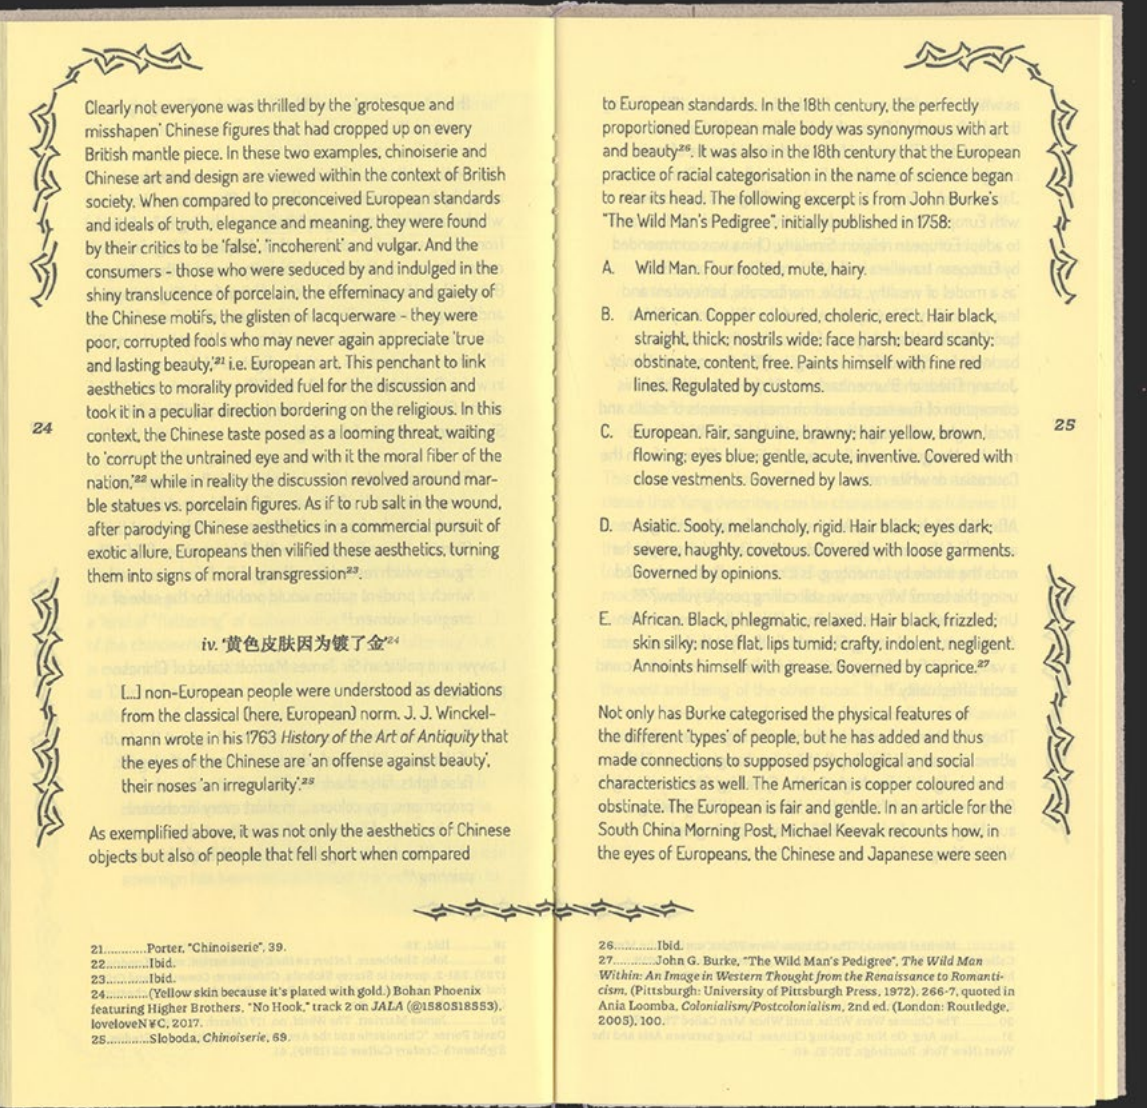 Clearly not everyone was thrilled by the 'grotesque and
misshapen' Chinese figures that had cropped up on every
British mantle piece. In these two examples, chinoiserie and
Chinese art and design are viewed within the context of British
society. When compared to preconceived European standards
and ideals of truth, elegance and meaning, they were found
by their critics to be 'false', 'incoherent' and vulgar. And the
consumers - those who were seduced by and indulged in the
shiny translucence of porcelain, the effeminacy and gaiety of
the Chinese motifs, the glisten of lacquerware - they were
poor, corrupted fools who may never again appreciate 'true
and lasting beauty,'²¹ i.e. European art. This penchant to link
aesthetics to morality provided fuel for the discussion and
took it in a peculiar direction bordering on the religious. In this
context, the Chinese taste posed as a looming threat, waiting
to 'corrupt the untrained eye and with it the moral fiber of the
nation,'²² while in reality the discussion revolved around mar-
ble statues vs. porcelain figures. As if to rub salt in the wound,
after parodying Chinese aesthetics in a commercial pursuit of
exotic allure, Europeans then vilified these aesthetics, turning
them into signs of moral transgression²³.
iv. '黄色皮肤因为镀了金'²⁴
[...] non-European people were understood as deviations
from the classical (here, European) norm. J. J. Winckel-
mann wrote in his 1763 History of the Art of Antiquity that
the eyes of the Chinese are 'an offense against beauty',
their noses 'an irregularity'.²⁵
As exemplified above, it was not only the aesthetics of Chinese
objects but also of people that fell short when compared
24
21............Porter, "Chinoiserie", 39.
22............Ibid.
23............Ibid.
24............(Yellow skin because it's plated with gold.) Bohan Phoenix
featuring Higher Brothers, "No Hook," track 2 on JALA (@1580518553),
loveloveN¥C, 2017.
25............Sloboda, Chinoiserie, 69.
to European standards. In the 18th century, the perfectly
proportioned European male body was synonymous with art
and beauty²⁶. It was also in the 18th century that the European
practice of racial categorisation in the name of science began
to rear its head. The following excerpt is from John Burke's
"The Wild Man's Pedigree", initially published in 1758:
A. Wild Man. Four footed, mute, hairy.
B. American. Copper coloured, choleric, erect. Hair black,
straight, thick; nostrils wide; face harsh; beard scanty;
obstinate, content, free. Paints himself with fine red
lines. Regulated by customs.
C. European. Fair, sanguine, brawny; hair yellow, brown,
flowing; eyes blue; gentle, acute, inventive. Covered with
close vestments. Governed by laws.
D. Asiatic. Sooty, melancholy, rigid. Hair black; eyes dark;
severe, haughty, covetous. Covered with loose garments.
Governed by opinions.
E. African. Black, phlegmatic, relaxed. Hair black, frizzled;
skin silky; nose flat, lips tumid; crafty, indolent, negligent.
Annoints himself with grease. Governed by caprice.²⁷
Not only has Burke categorised the physical features of
the different 'types' of people, but he has added and thus
made connections to supposed psychological and social
characteristics as well. The American is copper coloured and
obstinate. The European is fair and gentle. In an article for the
South China Morning Post, Michael Keevak recounts how, in
the eyes of Europeans, the Chinese and Japanese were seen
25
26............Ibid.
27............John G. Burke, "The Wild Man's Pedigree", The Wild Man
Within: An Image in Western Thought from the Renaissance to Romanti-
cism, (Pittsburgh: University of Pittsburgh Press, 1972), 266-7, quoted in
Ania Loomba, Colonialism/Postcolonialism, 2nd ed. (London: Routledge,
2005), 100.